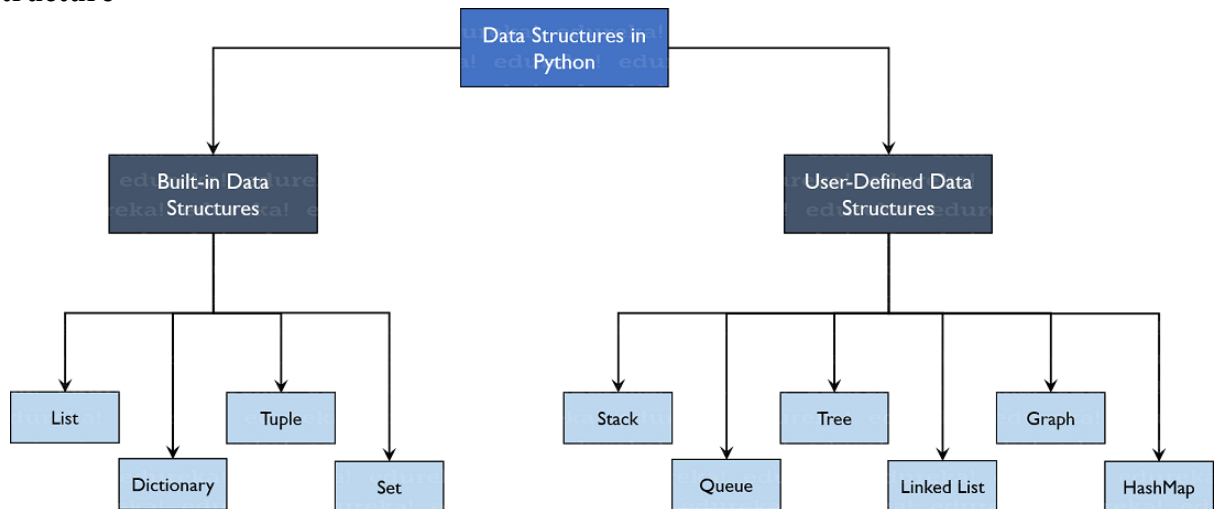 Data Structures in
Python
Built-in Data
Structures
User-Defined Data
Structures
List
Tuple
Stack
Tree
Graph
Dictionary
Set
Queue
Linked List
HashMap